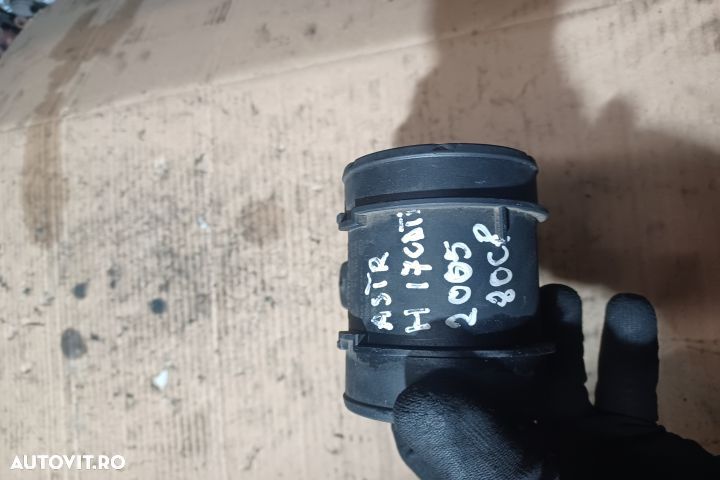 ASTR
H 17CDTI
2005
80CP
AUTOVIT.RO